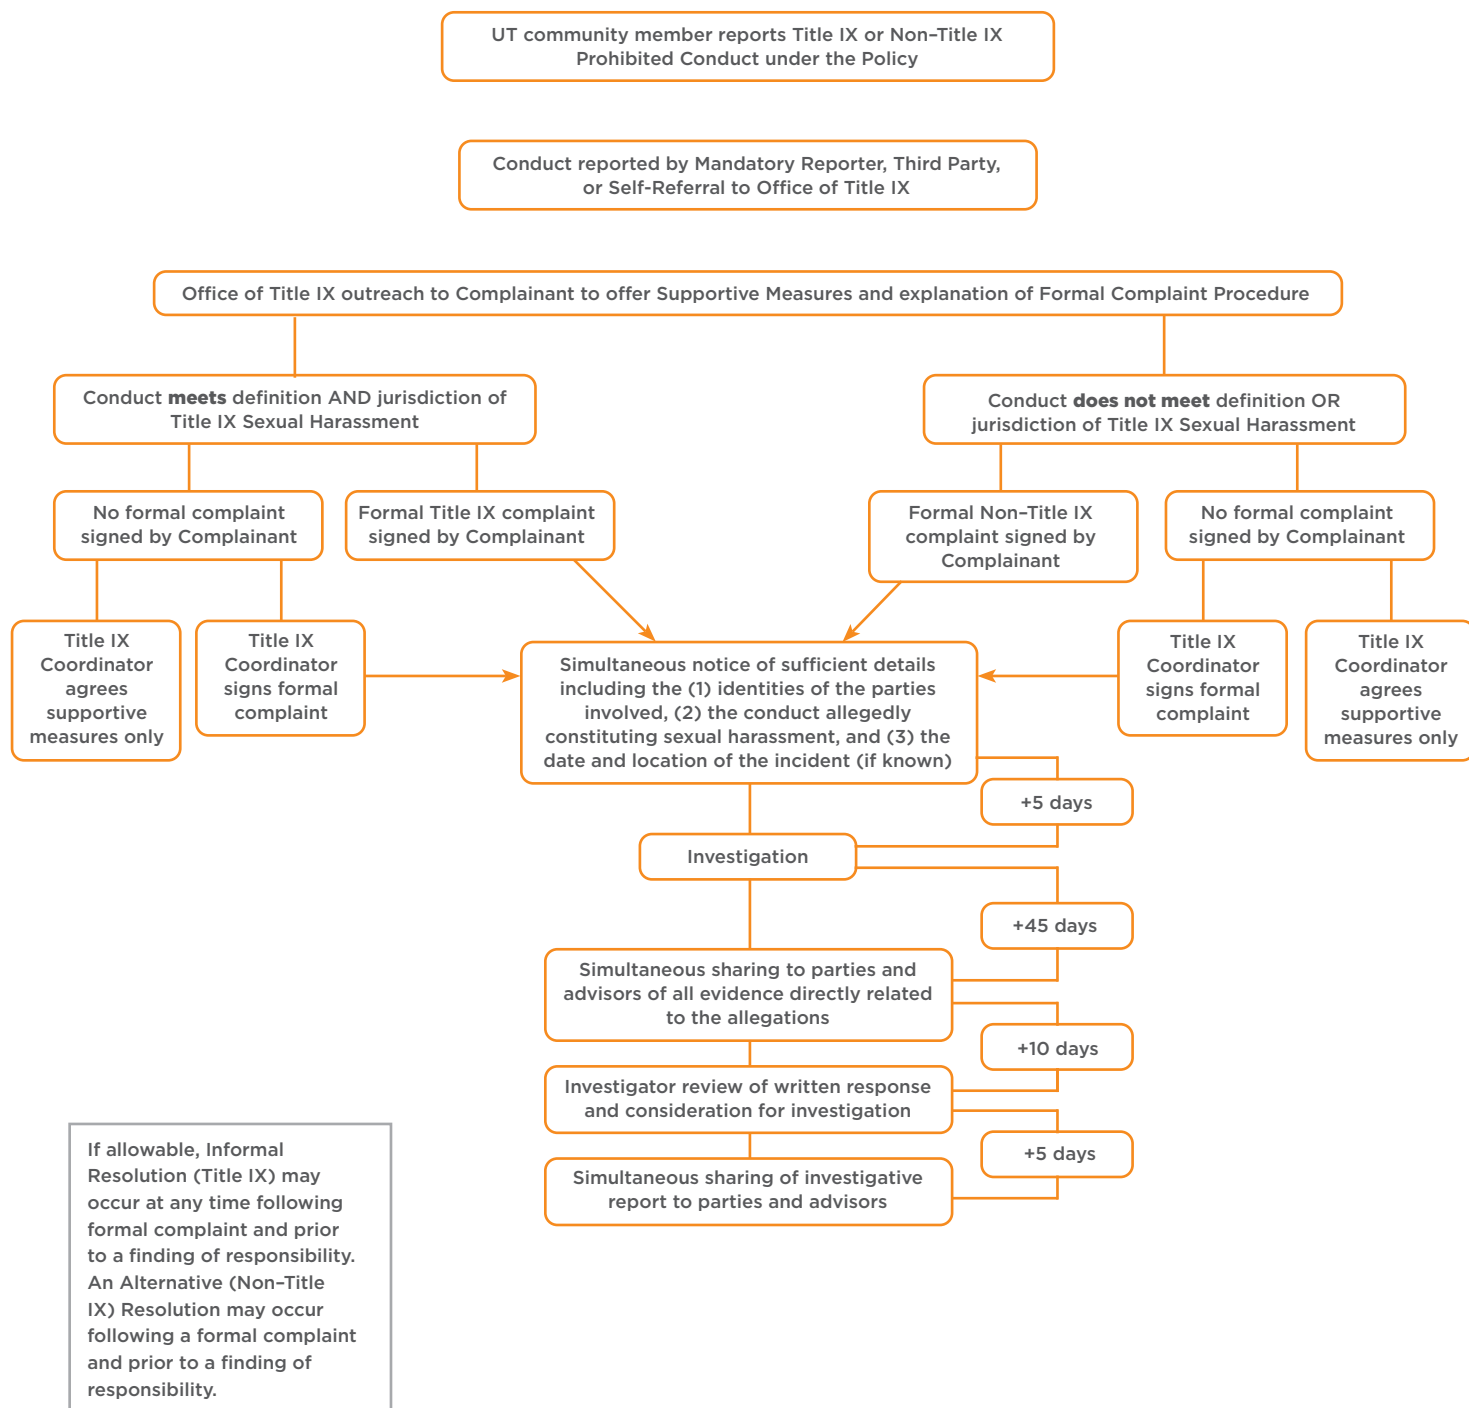 UT community member reports Title IX or Non–Title IX
Prohibited Conduct under the Policy
Conduct reported by Mandatory Reporter, Third Party,
or Self-Referral to Office of Title IX
Office of Title IX outreach to Complainant to offer Supportive Measures and explanation of Formal Complaint Procedure
Conduct meets definition AND jurisdiction of
Title IX Sexual Harassment
Conduct does not meet definition OR
jurisdiction of Title IX Sexual Harassment
No formal complaint
signed by Complainant
Formal Title IX complaint
signed by Complainant
Formal Non–Title IX
complaint signed by
Complainant
No formal complaint
signed by Complainant
Title IX
Coordinator
agrees
supportive
measures only
Title IX
Coordinator
signs formal
complaint
Simultaneous notice of sufficient details
including the (1) identities of the parties
involved, (2) the conduct allegedly
constituting sexual harassment, and (3) the
date and location of the incident (if known)
Title IX
Coordinator
signs formal
complaint
Title IX
Coordinator
agrees
supportive
measures only
+5 days
Investigation
+45 days
Simultaneous sharing to parties and
advisors of all evidence directly related
to the allegations
+10 days
Investigator review of written response
and consideration for investigation
+5 days
Simultaneous sharing of investigative
report to parties and advisors
If allowable, Informal
Resolution (Title IX) may
occur at any time following
formal complaint and prior
to a finding of responsibility.
An Alternative (Non–Title
IX) Resolution may occur
following a formal complaint
and prior to a finding of
responsibility.